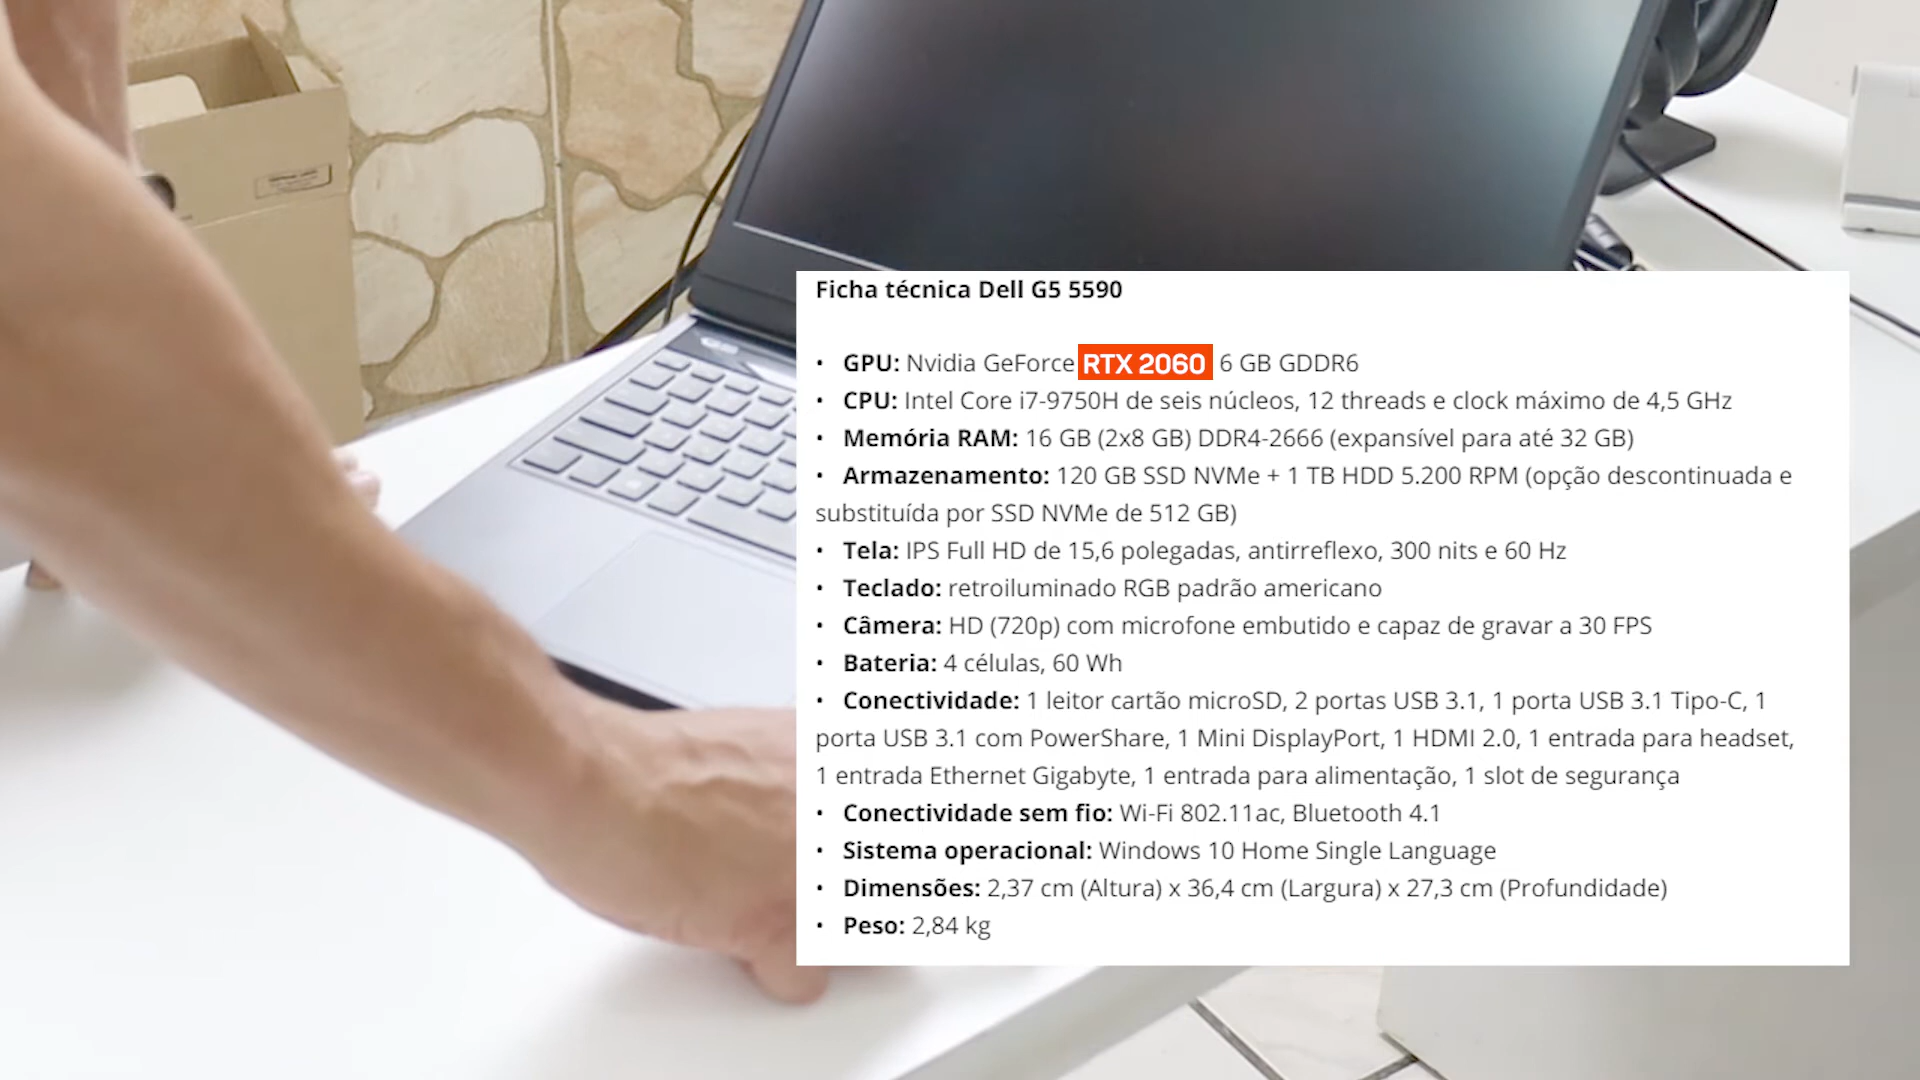 Ficha técnica Dell G5 5590
• GPU: Nvidia GeForce RTX 2060 6 GB GDDR6
• CPU: Intel Core i7-9750H de seis núcleos, 12 threads e clock máximo de 4,5 GHz
• Memória RAM: 16 GB (2x8 GB) DDR4-2666 (expansível para até 32 GB)
• Armazenamento: 120 GB SSD NVMe + 1 TB HDD 5.200 RPM (opção descontinuada e
substituída por SSD NVMe de 512 GB)
• Tela: IPS Full HD de 15,6 polegadas, antirreflexo, 300 nits e 60 Hz
• Teclado: retroiluminado RGB padrão americano
• Câmera: HD (720p) com microfone embutido e capaz de gravar a 30 FPS
• Bateria: 4 células, 60 Wh
• Conectividade: 1 leitor cartão microSD, 2 portas USB 3.1, 1 porta USB 3.1 Tipo-C, 1
porta USB 3.1 com PowerShare, 1 Mini DisplayPort, 1 HDMI 2.0, 1 entrada para headset,
1 entrada Ethernet Gigabyte, 1 entrada para alimentação, 1 slot de segurança
• Conectividade sem fio: Wi-Fi 802.11ac, Bluetooth 4.1
• Sistema operacional: Windows 10 Home Single Language
• Dimensões: 2,37 cm (Altura) x 36,4 cm (Largura) x 27,3 cm (Profundidade)
• Peso: 2,84 kg